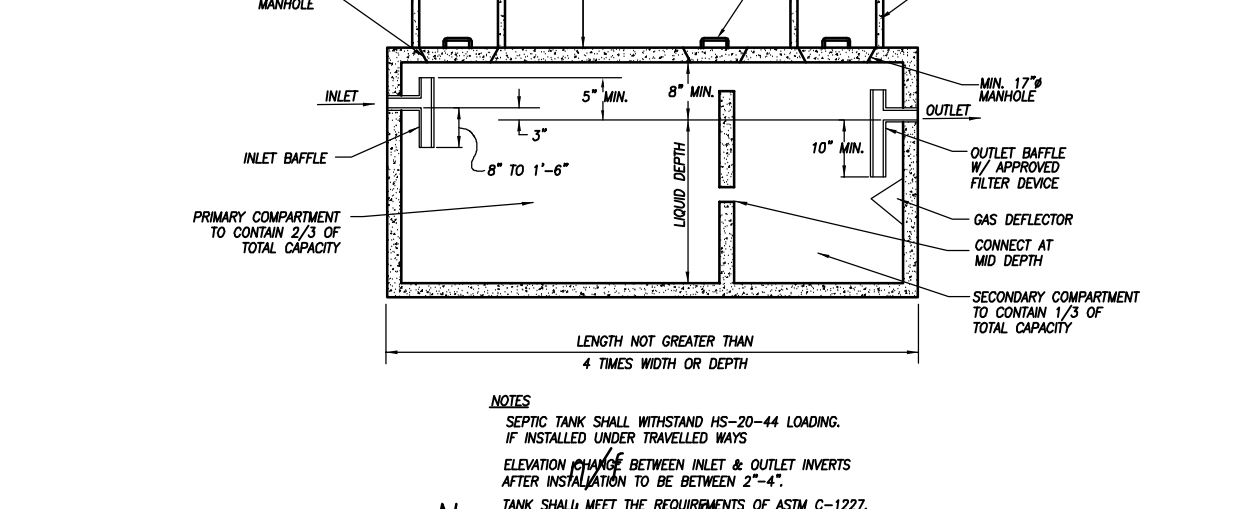 MANHOLE
MIN. 17"ø
MANHOLE
INLET
5" MIN.
8" MIN.
OUTLET
3"
10" MIN.
INLET BAFFLE
8" TO 1'-6"
LIQUID DEPTH
OUTLET BAFFLE
W/ APPROVED
FILTER DEVICE
PRIMARY COMPARTMENT
TO CONTAIN 2/3 OF
TOTAL CAPACITY
GAS DEFLECTOR
CONNECT AT
MID DEPTH
SECONDARY COMPARTMENT
TO CONTAIN 1/3 OF
TOTAL CAPACITY
LENGTH NOT GREATER THAN
4 TIMES WIDTH OR DEPTH
NOTES
SEPTIC TANK SHALL WITHSTAND HS-20-44 LOADING.
IF INSTALLED UNDER TRAVELLED WAYS
n/f
ELEVATION CHANGE BETWEEN INLET & OUTLET INVERTS
AFTER INSTALLATION TO BE BETWEEN 2"-4".
TANK SHALL MEET THE REQUIREMENTS OF ASTM C-1227.